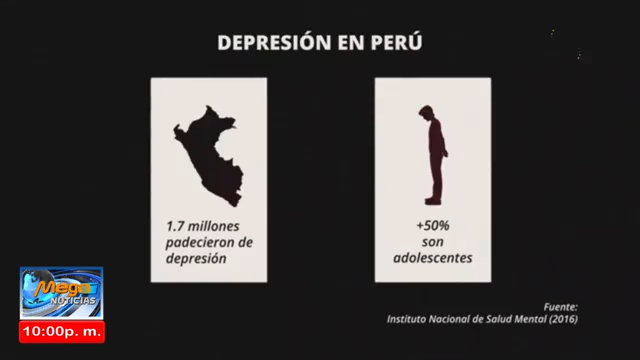 DEPRESIÓN EN PERÚ
1.7 millones
padecieron de
depresión
+50%
son
adolescentes
Mega
NOTICIAS
10:00p. m.
Fuente:
Instituto Nacional de Salud Mental (2016)